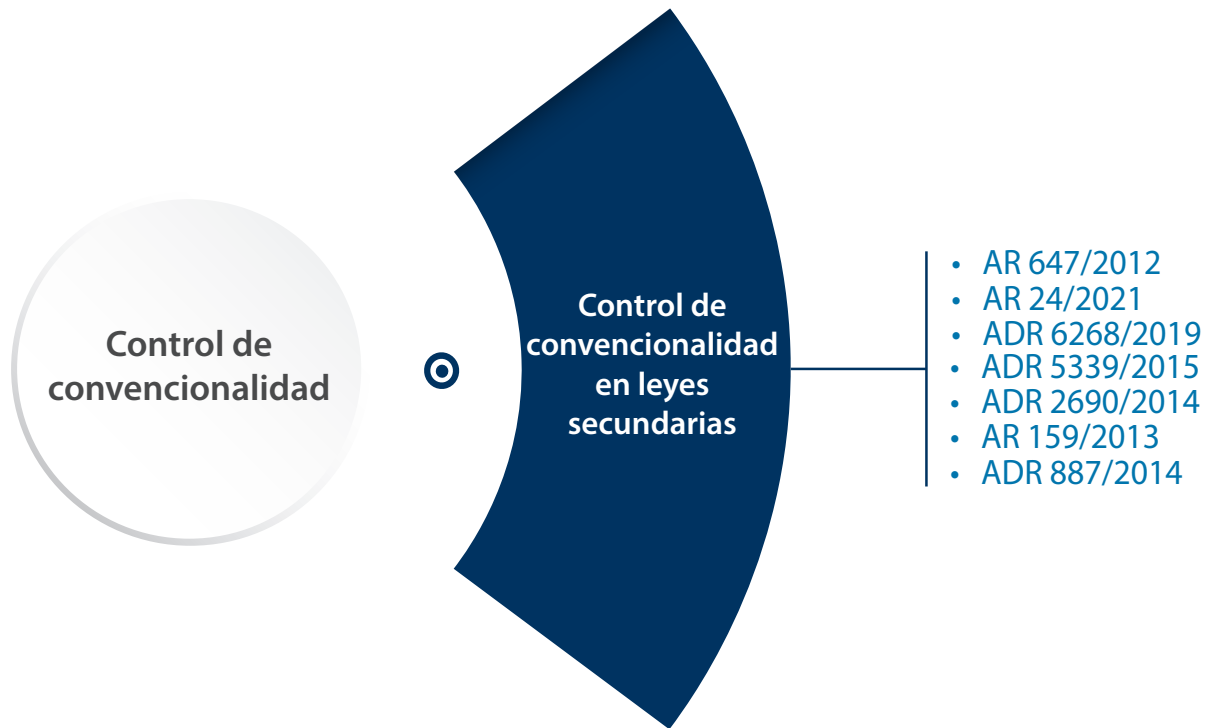 Control de
convencionalidad
Control de
convencionalidad
en leyes
secundarias
• AR 647/2012
• AR 24/2021
• ADR 6268/2019
• ADR 5339/2015
• ADR 2690/2014
• AR 159/2013
• ADR 887/2014